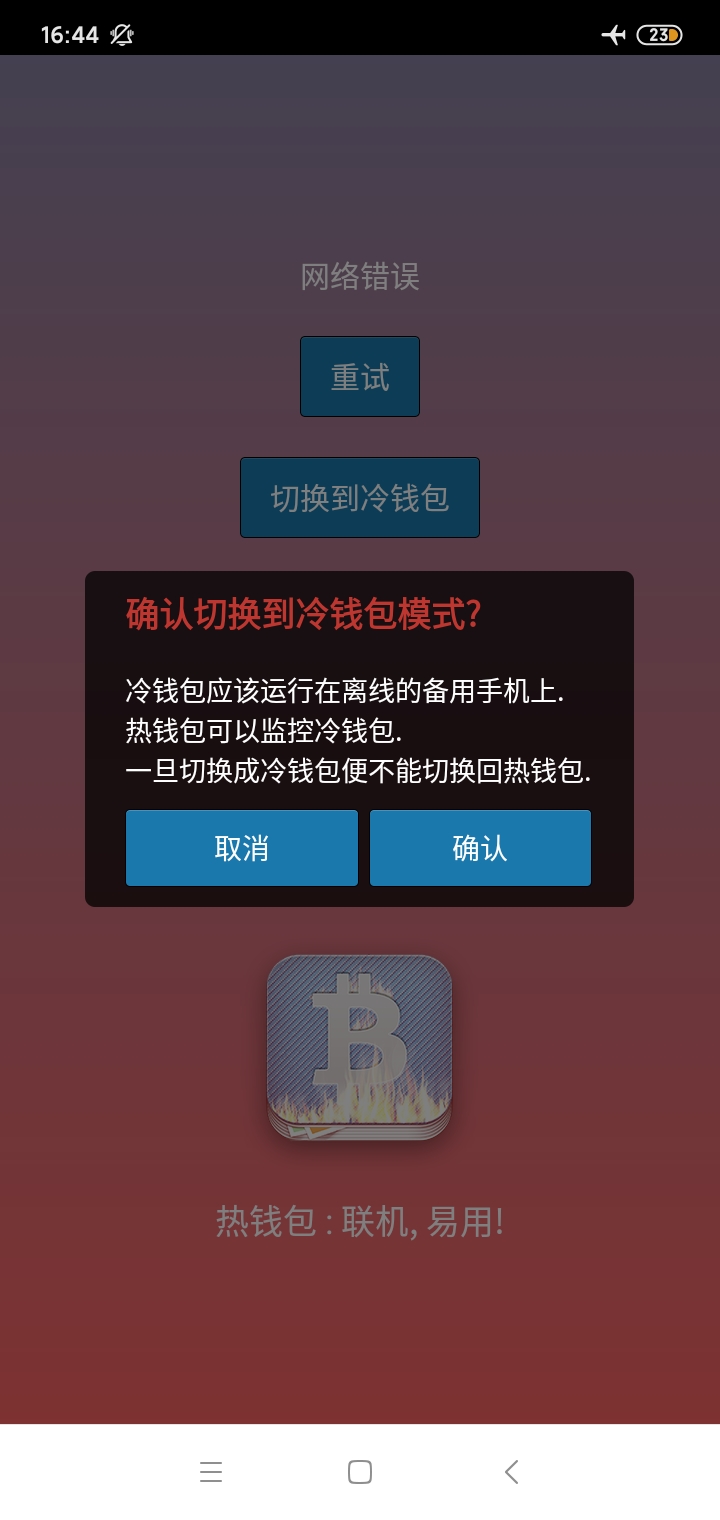 16:44
23
网络错误
重试
切换到冷钱包
确认切换到冷钱包模式?
冷钱包应该运行在离线的备用手机上.
热钱包可以监控冷钱包.
一旦切换成冷钱包便不能切换回热钱包.
取消
确认
热钱包 : 联机, 易用!